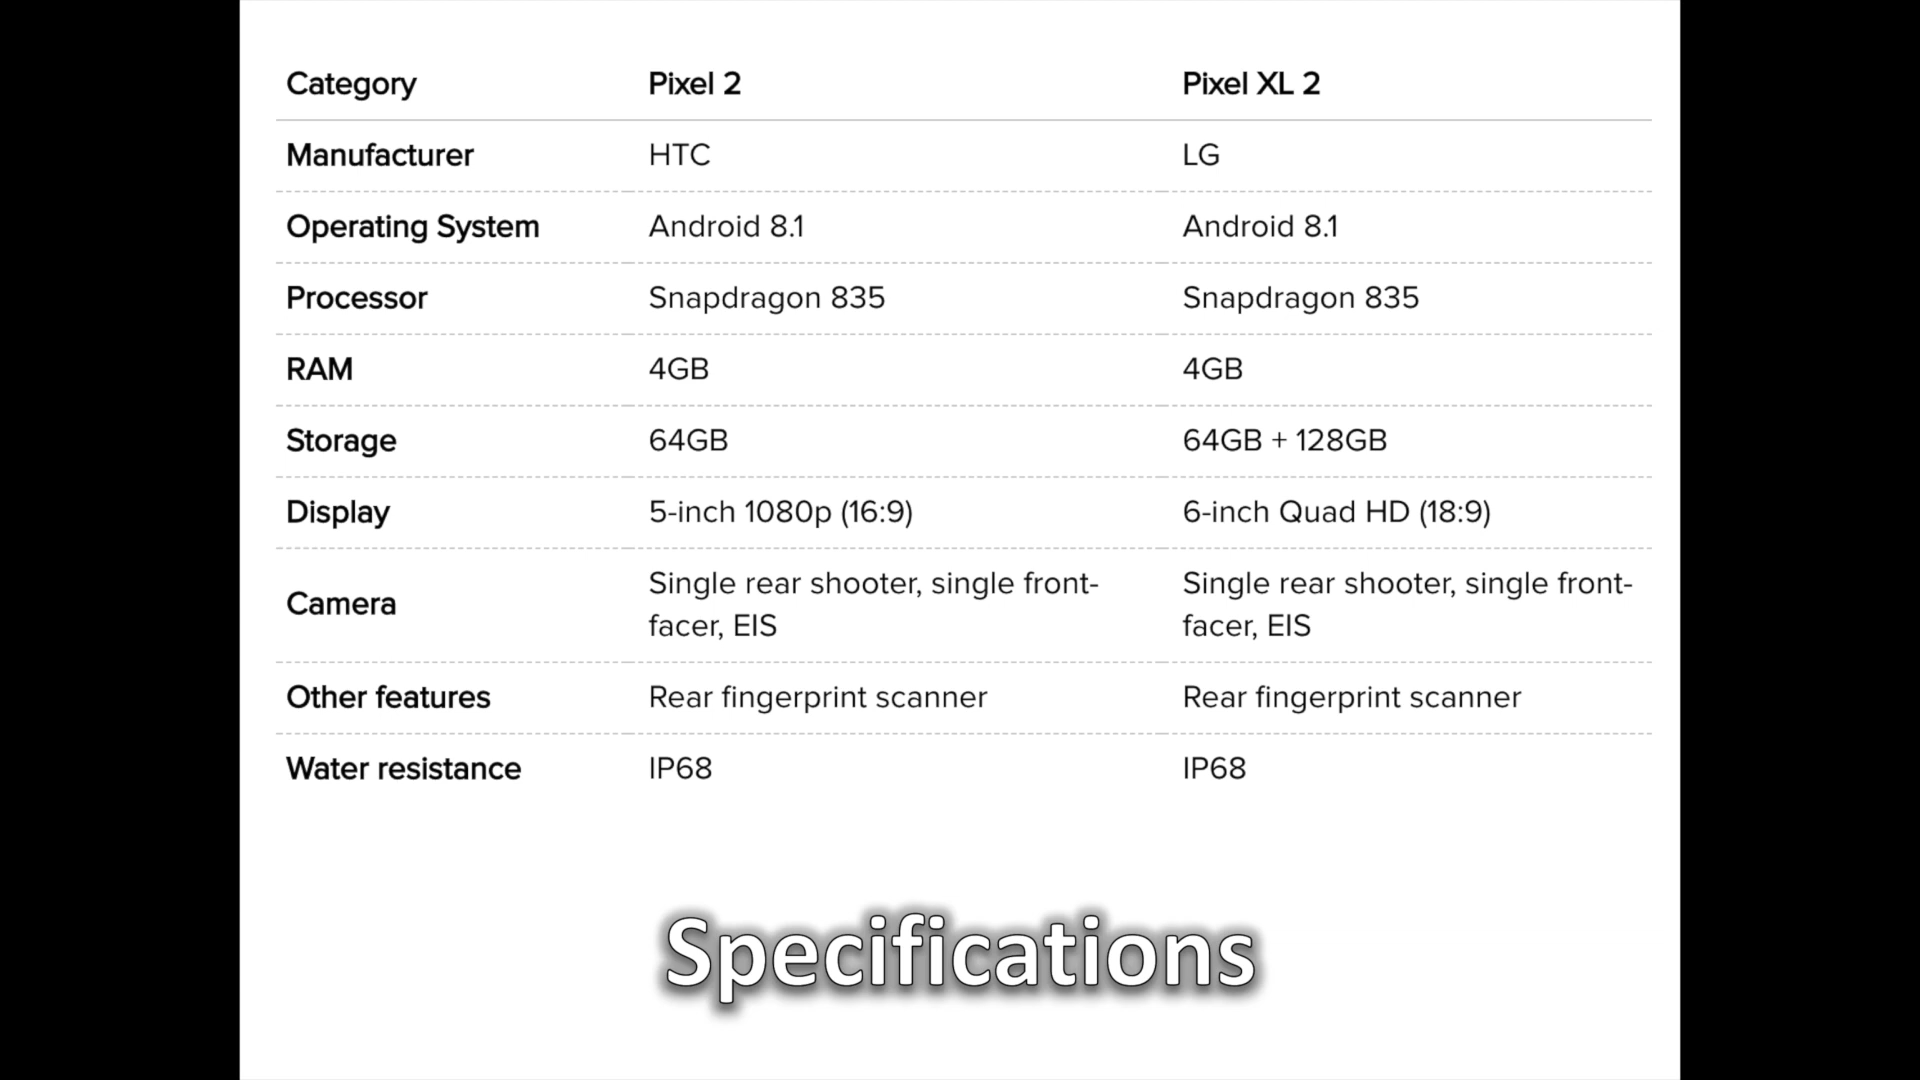 Category Pixel 2 Pixel XL 2
Manufacturer HTC LG
Operating System Android 8.1 Android 8.1
Processor Snapdragon 835 Snapdragon 835
RAM 4GB 4GB
Storage 64GB 64GB + 128GB
Display 5-inch 1080p (16:9) 6-inch Quad HD (18:9)
Camera
Single rear shooter, single front-
facer, EIS
Single rear shooter, single front-
facer, EIS
Other features Rear fingerprint scanner Rear fingerprint scanner
Water resistance IP68 IP68
Specifications